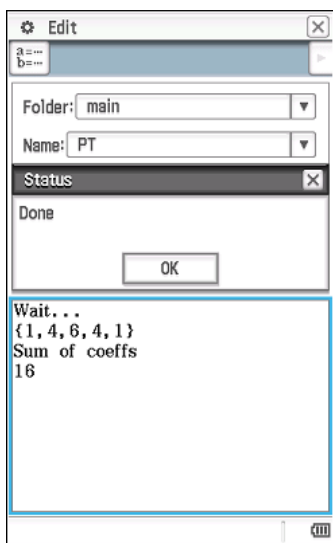 Edit
a=...
b=...
Folder: main
Name: PT
Status
Done
OK
Wait...
{1,4,6,4,1}
Sum of coeffs
16